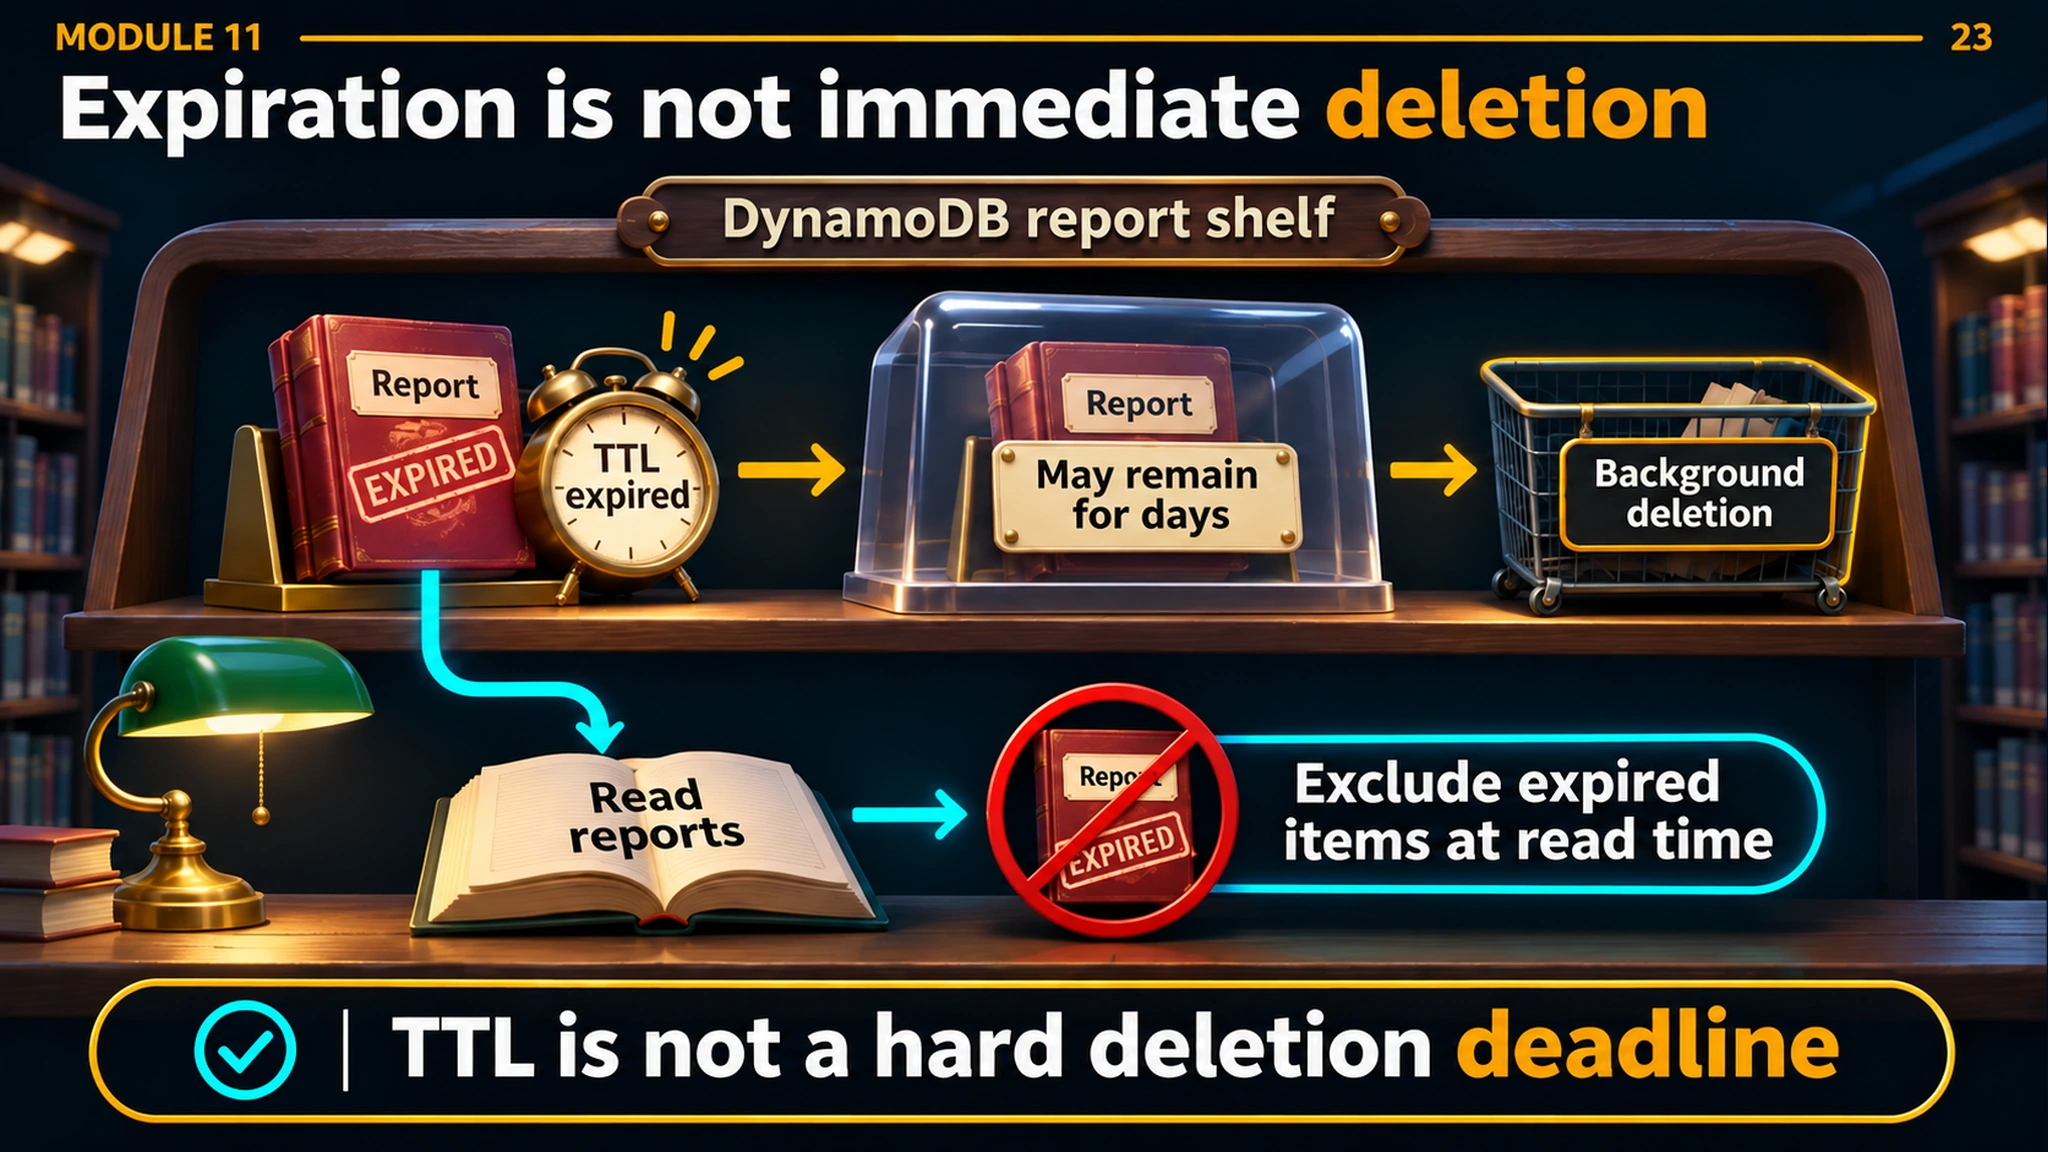 MODULE 11
23
Expiration is not immediate deletion
DynamoDB report shelf
Report
EXPIRED
TTL
expired
Report
May remain
for days
Background
deletion
Read
reports
Report
EXPIRED
Exclude expired
items at read time
TTL is not a hard deletion deadline